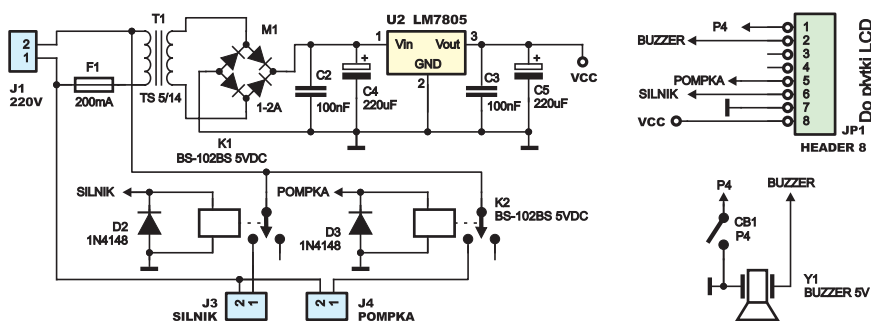 T1
M1
U2 LM7805
1
3
Vin
Vout
GND
2
VCC
2
1
J1
220V
F1
200mA
TS 5/14
1-2A
C2
100nF
+
C4
220uF
C3
100nF
+
C5
220uF
K1
BS-102BS 5VDC
SILNIK
D2
1N4148
POMPKA
D3
1N4148
K2
BS-102BS 5VDC
2
1
J3
SILNIK
2
1
J4
POMPKA
P4
BUZZER
POMPKA
SILNIK
VCC
1
2
3
4
5
6
7
8
Do płytki LCD
JP1
HEADER 8
P4
BUZZER
CB1
P4
Y1
BUZZER 5V